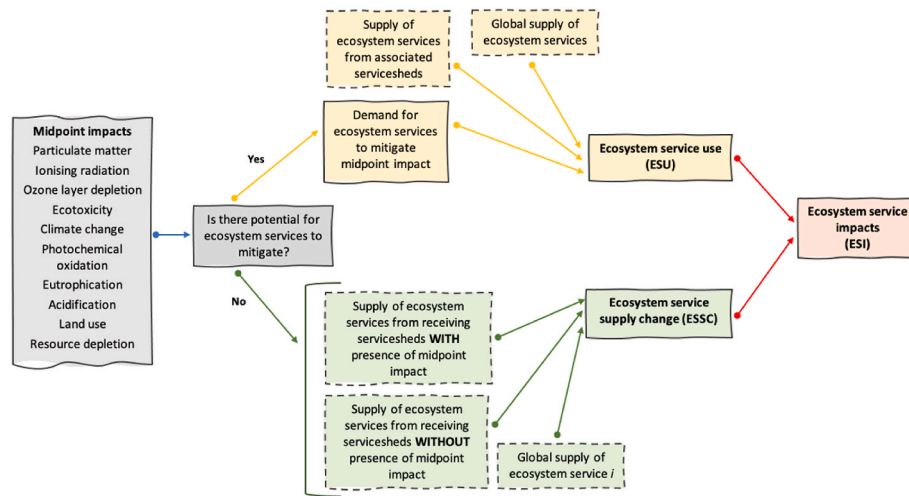 Supply of
ecosystem services
from associated
servicesheds
Global supply of
ecosystem services
Midpoint impacts
Particulate matter
Ionising radiation
Ozone layer depletion
Ecotoxicity
Climate change
Photochemical
oxidation
Eutrophication
Acidification
Land use
Resource depletion
Yes
Demand for
ecosystem services
to mitigate
midpoint impact
Ecosystem service use
(ESU)
Is there potential for
ecosystem services to
mitigate?
Ecosystem service
impacts
(ESI)
No
Supply of ecosystem
services from receiving
servicesheds WITH
presence of midpoint
impact
Ecosystem service
supply change (ESSC)
Supply of ecosystem
services from receiving
servicesheds WITHOUT
presence of midpoint
impact
Global supply of
ecosystem service i